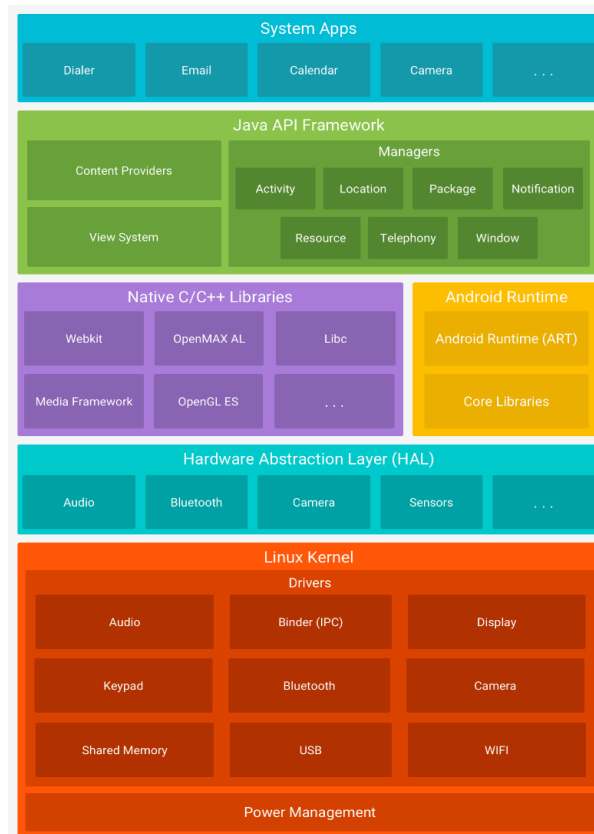 System Apps
Dialer
Email
Calendar
Camera
. . .
Java API Framework
Content Providers
View System
Managers
Activity
Location
Package
Notification
Resource
Telephony
Window
Native C/C++ Libraries
Webkit
OpenMAX AL
Libc
Media Framework
OpenGL ES
. . .
Android Runtime
Android Runtime (ART)
Core Libraries
Hardware Abstraction Layer (HAL)
Audio
Bluetooth
Camera
Sensors
. . .
Linux Kernel
Drivers
Audio
Binder (IPC)
Display
Keypad
Bluetooth
Camera
Shared Memory
USB
WIFI
Power Management